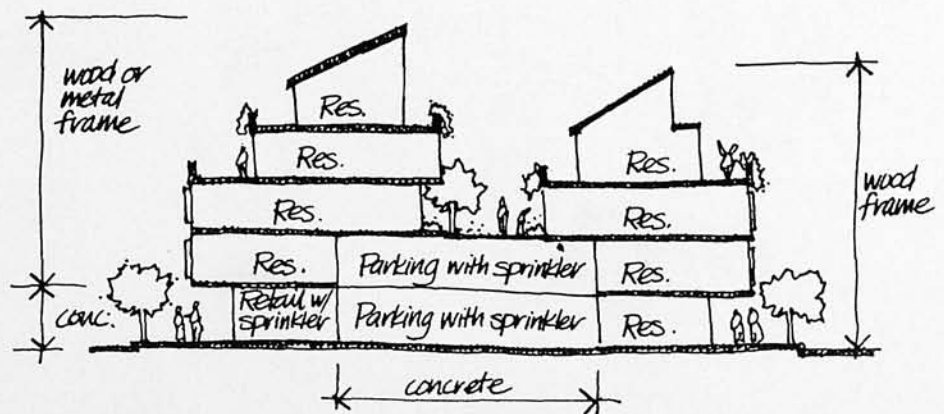 wood or
metal
frame
Res.
Res.
Res.
Res.
wood
frame
Res.
Res.
Parking with sprinkler
Res.
conc.
Retail w/
sprinkler
Parking with sprinkler
Res.
concrete